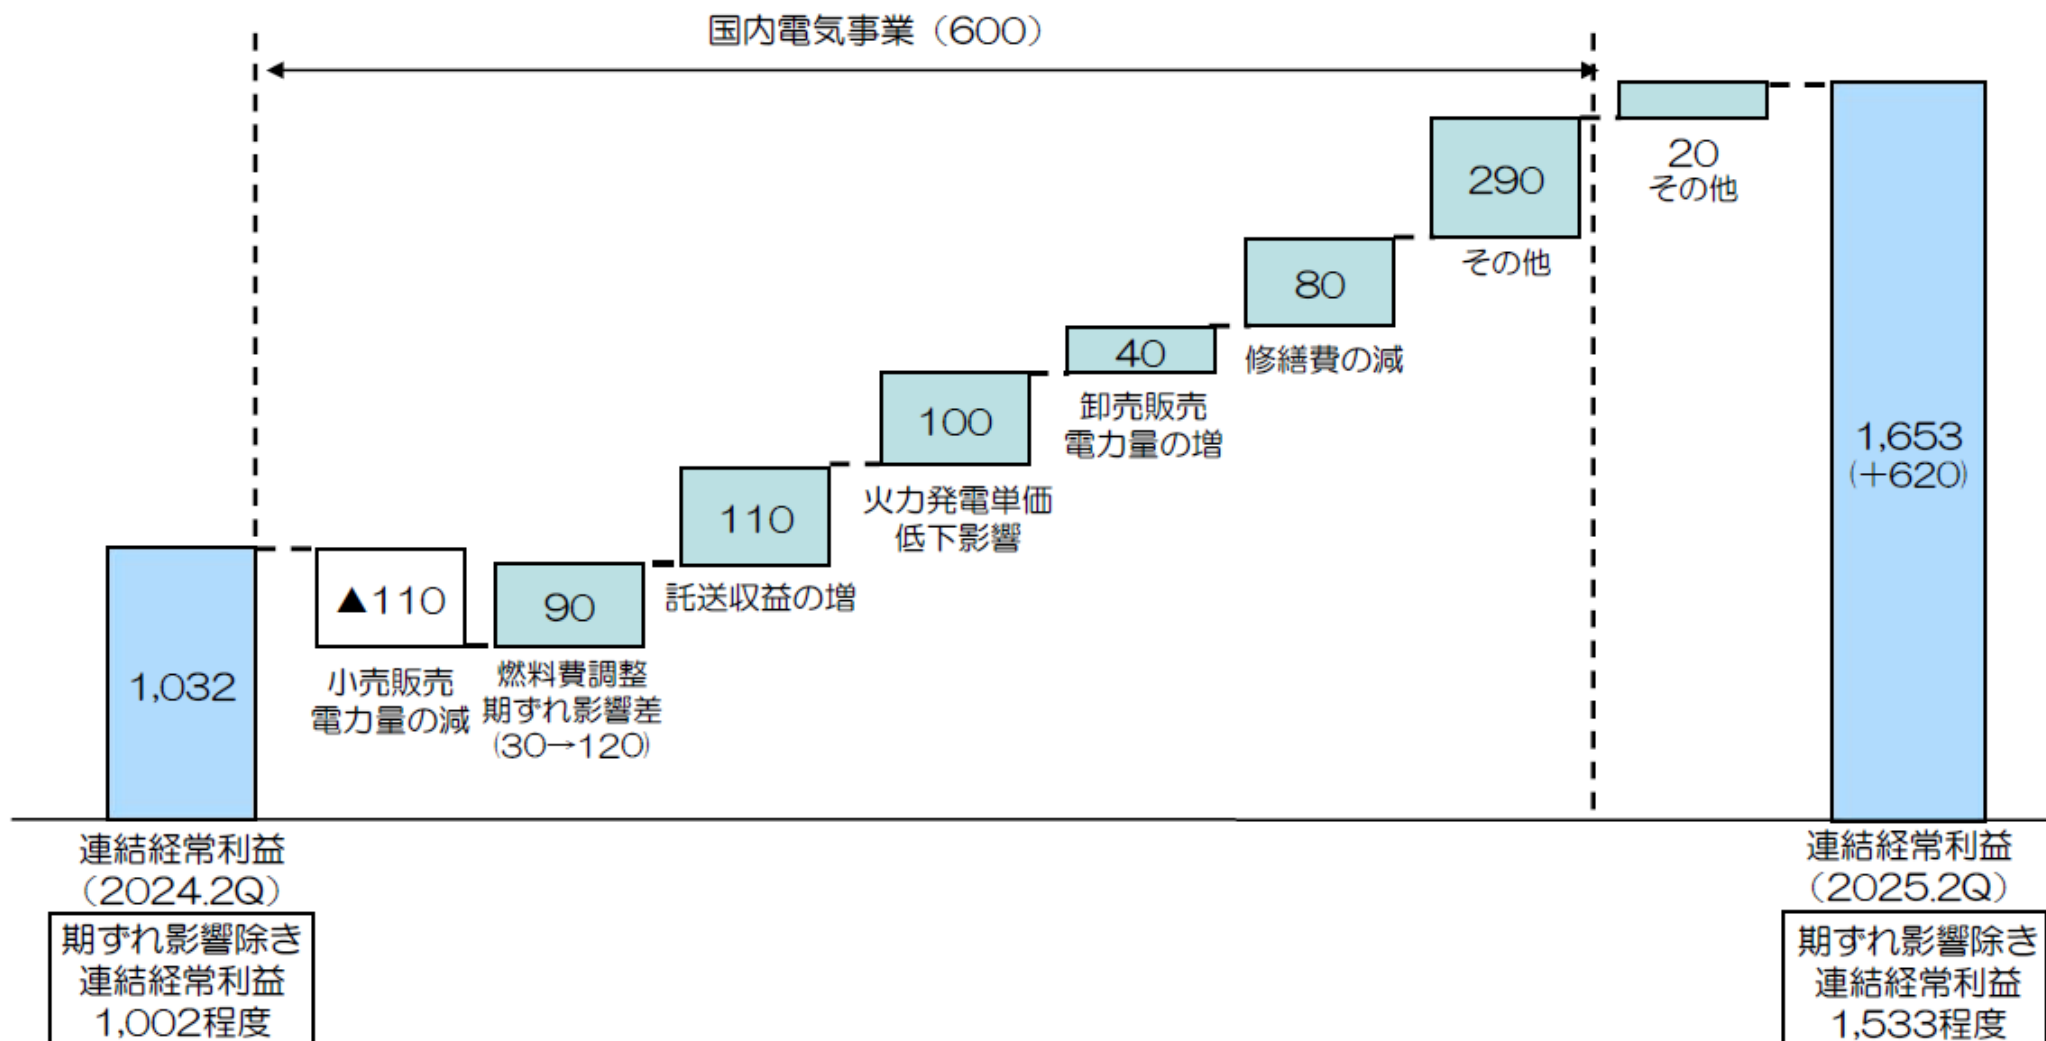 国内電気事業（600）
20
その他
290
その他
80
修繕費の減
40
卸売販売
電力量の増
100
火力発電単価
低下影響
110
託送収益の増
90
燃料費調整
期ずれ影響差
(30→120)
▲110
小売販売
電力量の減
1,032
連結経常利益
（2024.2Q）
期ずれ影響除き
連結経常利益
1,002程度
1,653
(＋620)
連結経常利益
（2025.2Q）
期ずれ影響除き
連結経常利益
1,533程度